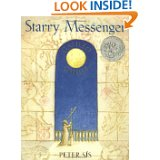 LOOK INSIDE!
Starry Messenger
PETER SÍS